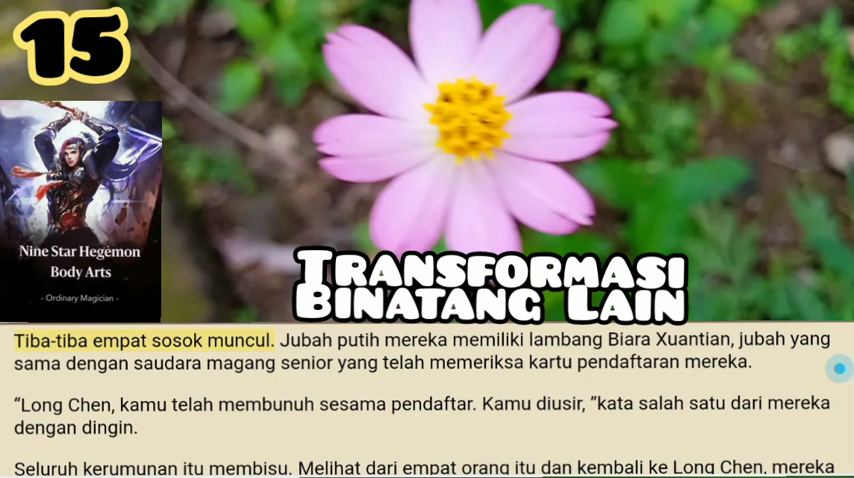 15
Nine Star Hegemon
Body Arts
- Ordinary Magician -
TRANSFORMASI
BINATANG LAIN
Tiba-tiba empat sosok muncul. Jubah putih mereka memiliki lambang Biara Xuantian, jubah yang
sama dengan saudara magang senior yang telah memeriksa kartu pendaftaran mereka.
“Long Chen, kamu telah membunuh sesama pendaftar. Kamu diusir, ”kata salah satu dari mereka
dengan dingin.
Seluruh kerumunan itu membisu. Melihat dari empat orang itu dan kembali ke Long Chen, mereka